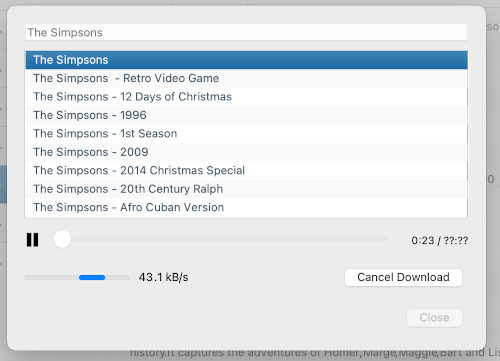 The Simpsons
The Simpsons
The Simpsons  - Retro Video Game
The Simpsons - 12 Days of Christmas
The Simpsons - 1996
The Simpsons - 1st Season
The Simpsons - 2009
The Simpsons - 2014 Christmas Special
The Simpsons - 20th Century Ralph
The Simpsons - Afro Cuban Version
0:23 / ??:??
43.1 kB/s
Cancel Download
Close
history.It captures the adventures of Homer,Marge,Maggie,Bart and Lis